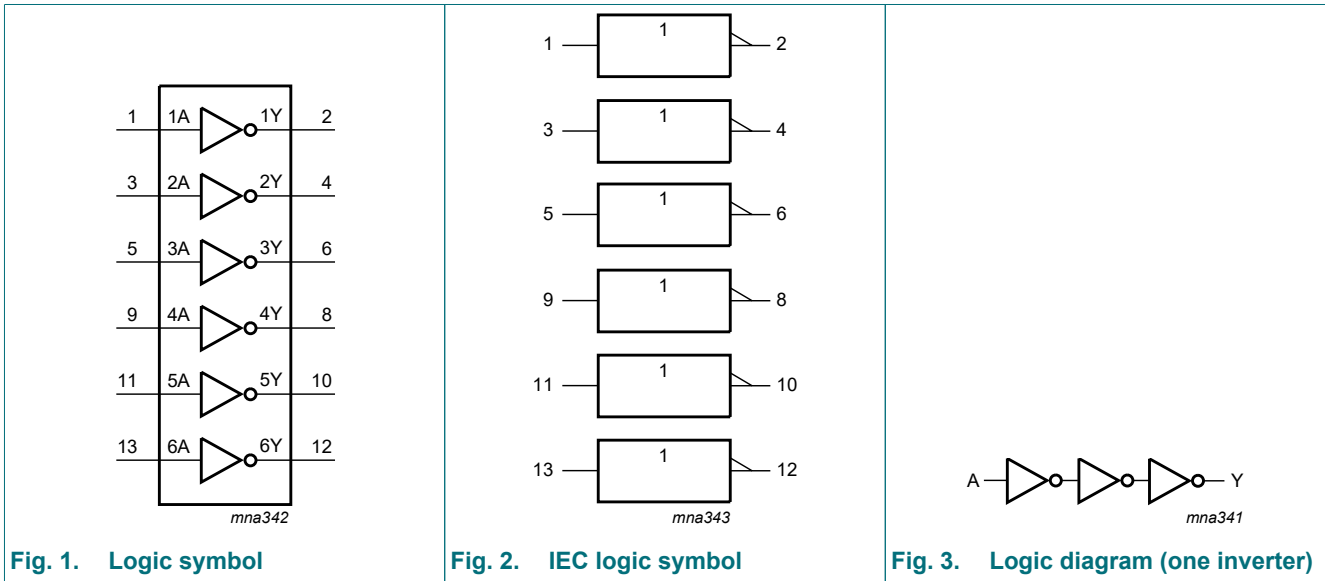 1 1A 1Y 2
3 2A 2Y 4
5 3A 3Y 6
9 4A 4Y 8
11 5A 5Y 10
13 6A 6Y 12
mna342
Fig. 1. Logic symbol
1 1 2
3 1 4
5 1 6
9 1 8
11 1 10
13 1 12
mna343
Fig. 2. IEC logic symbol
A Y
mna341
Fig. 3. Logic diagram (one inverter)